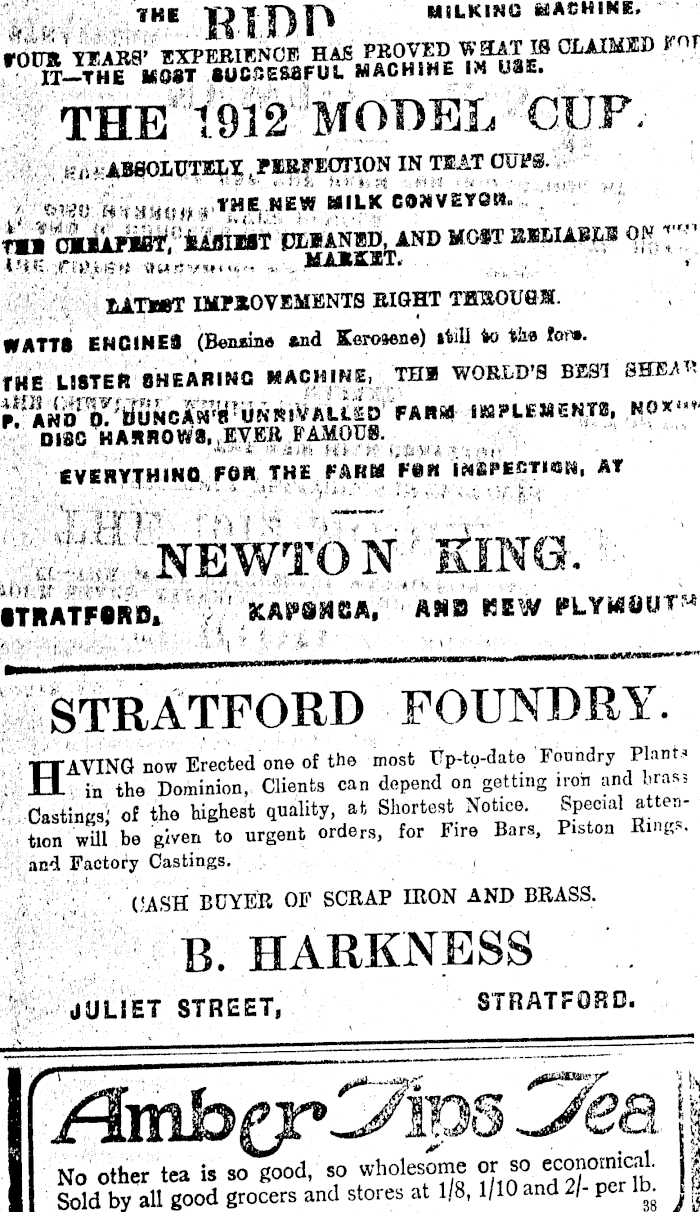 THE RIDD MILKING MACHINE.
FOUR YEARS' EXPERIENCE HAS PROVED WHAT IS CLAIMED FOR
IT—THE MOST SUCCESSFUL MACHINE IN USE.
THE 1912 MODEL CUP.
ABSOLUTELY PERFECTION IN TEAT CUPS.
THE NEW MILK CONVEYOR.
THE CHEAPEST, EASIEST CLEANED, AND MOST RELIABLE ON THE
MARKET.
LATEST IMPROVEMENTS RIGHT THROUGH.
WATTS ENGINES (Benzine and Kerosene) still to the fore.
THE LISTER SHEARING MACHINE, THE WORLD'S BEST SHEAR
P. AND D. DUNCAN'S UNRIVALLED FARM IMPLEMENTS,
DISC HARROWS, EVER FAMOUS.
EVERYTHING FOR THE FARM FOR INSPECTION, AT
NEWTON KING.
STRATFORD, KAPONGA, AND NEW PLYMOUTH
STRATFORD FOUNDRY.
HAVING now Erected one of the most Up-to-date Foundry Plants
in the Dominion, Clients can depend on getting iron and brass
Castings, of the highest quality, at Shortest Notice. Special atten-
tion will be given to urgent orders, for Fire Bars, Piston Rings.
and Factory Castings.
CASH BUYER OF SCRAP IRON AND BRASS.
B. HARKNESS
JULIET STREET, STRATFORD.
Amber Tips Tea
No other tea is so good, so wholesome or so economical.
Sold by all good grocers and stores at 1/8, 1/10 and 2/- per lb.
38